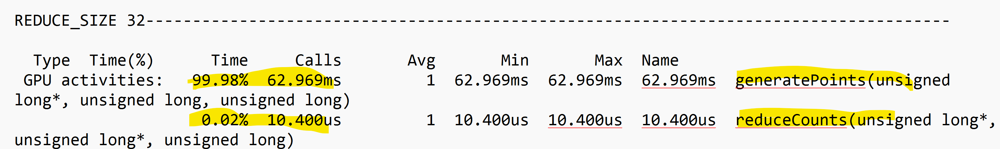 REDUCE_SIZE 32--------------------------------------------------------------------------------------
Type Time(%) Time Calls Avg Min Max Name
GPU activities: 99.98% 62.969ms 1 62.969ms 62.969ms 62.969ms generatePoints(unsigned
long*, unsigned long, unsigned long)
0.02% 10.400us 1 10.400us 10.400us 10.400us reduceCounts(unsigned long*,
unsigned long*, unsigned long)